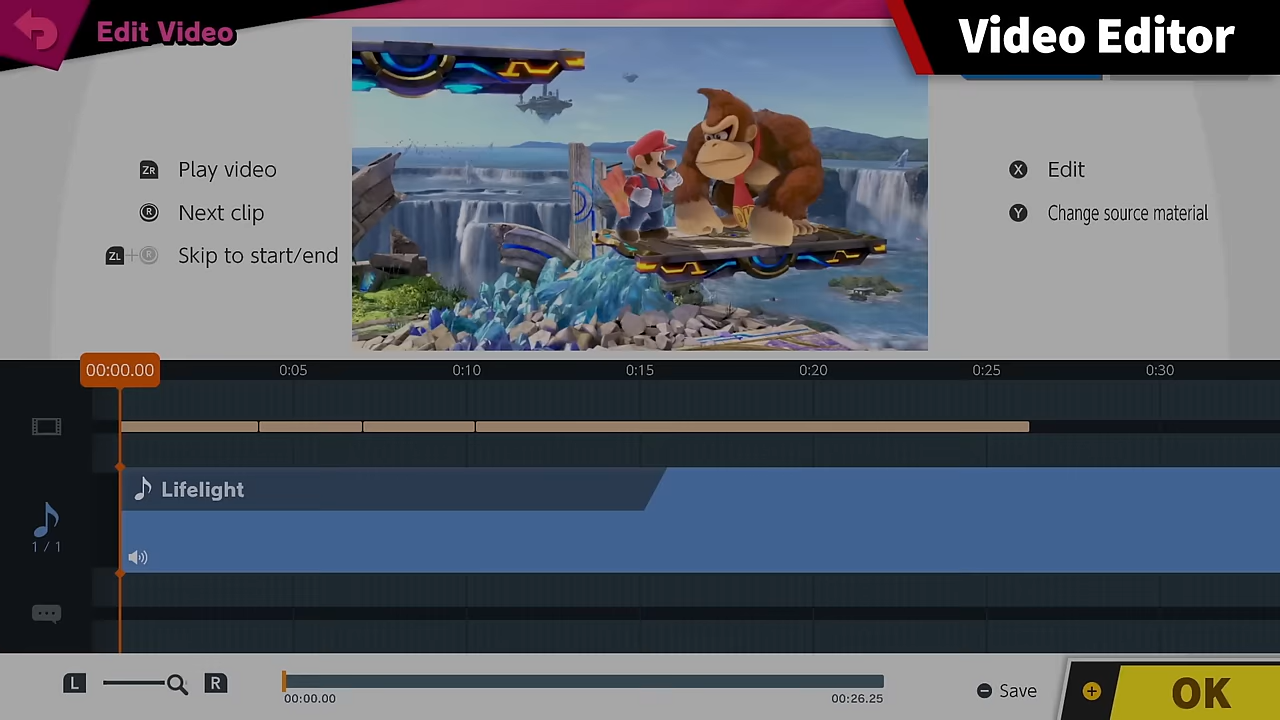 Edit Video
Video Editor
ZR Play video
R Next clip
ZL + R Skip to start/end
X Edit
Y Change source material
00:00.00 0:05 0:10 0:15 0:20 0:25 0:30
Lifelight
1 / 1
L R
00:00.00 00:26.25
Save
OK